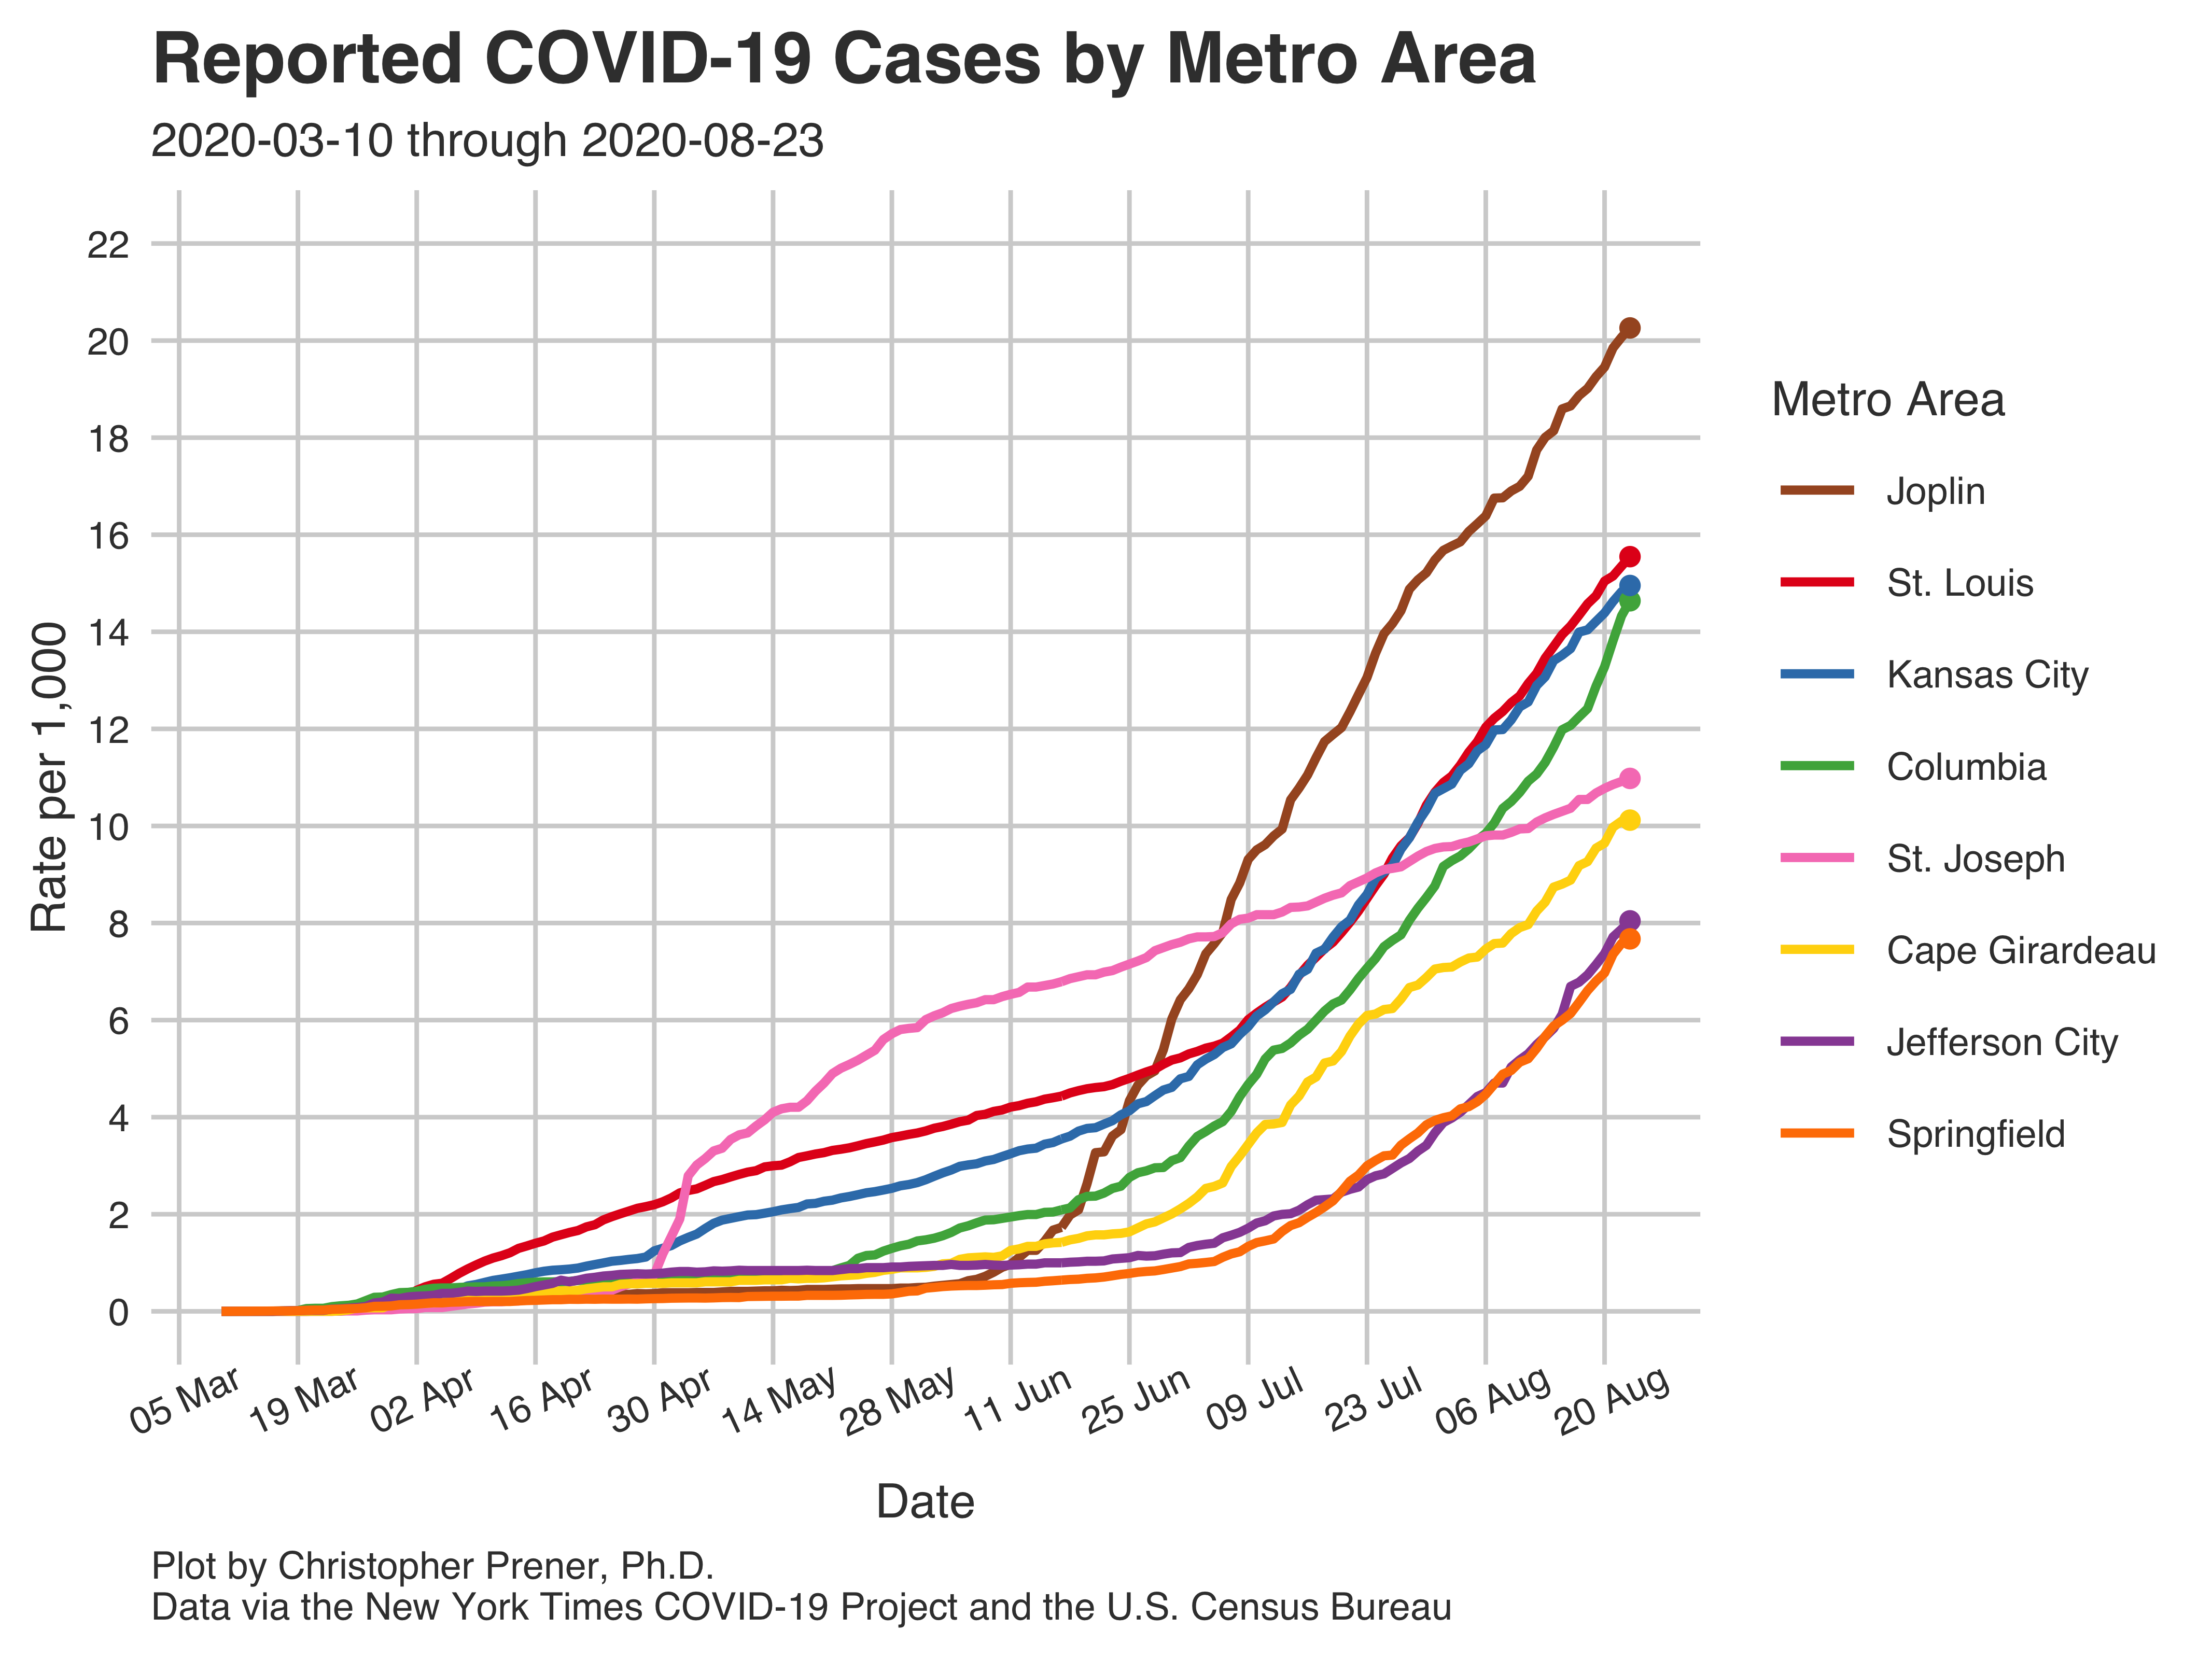 Reported COVID-19 Cases by Metro Area
2020-03-10 through 2020-08-23
22
20
18
16
14
12
10
8
6
4
2
0
Rate per 1,000
05 Mar
19 Mar
02 Apr
16 Apr
30 Apr
14 May
28 May
11 Jun
25 Jun
09 Jul
23 Jul
06 Aug
20 Aug
Date
Metro Area
Joplin
St. Louis
Kansas City
Columbia
St. Joseph
Cape Girardeau
Jefferson City
Springfield
Plot by Christopher Prener, Ph.D.
Data via the New York Times COVID-19 Project and the U.S. Census Bureau